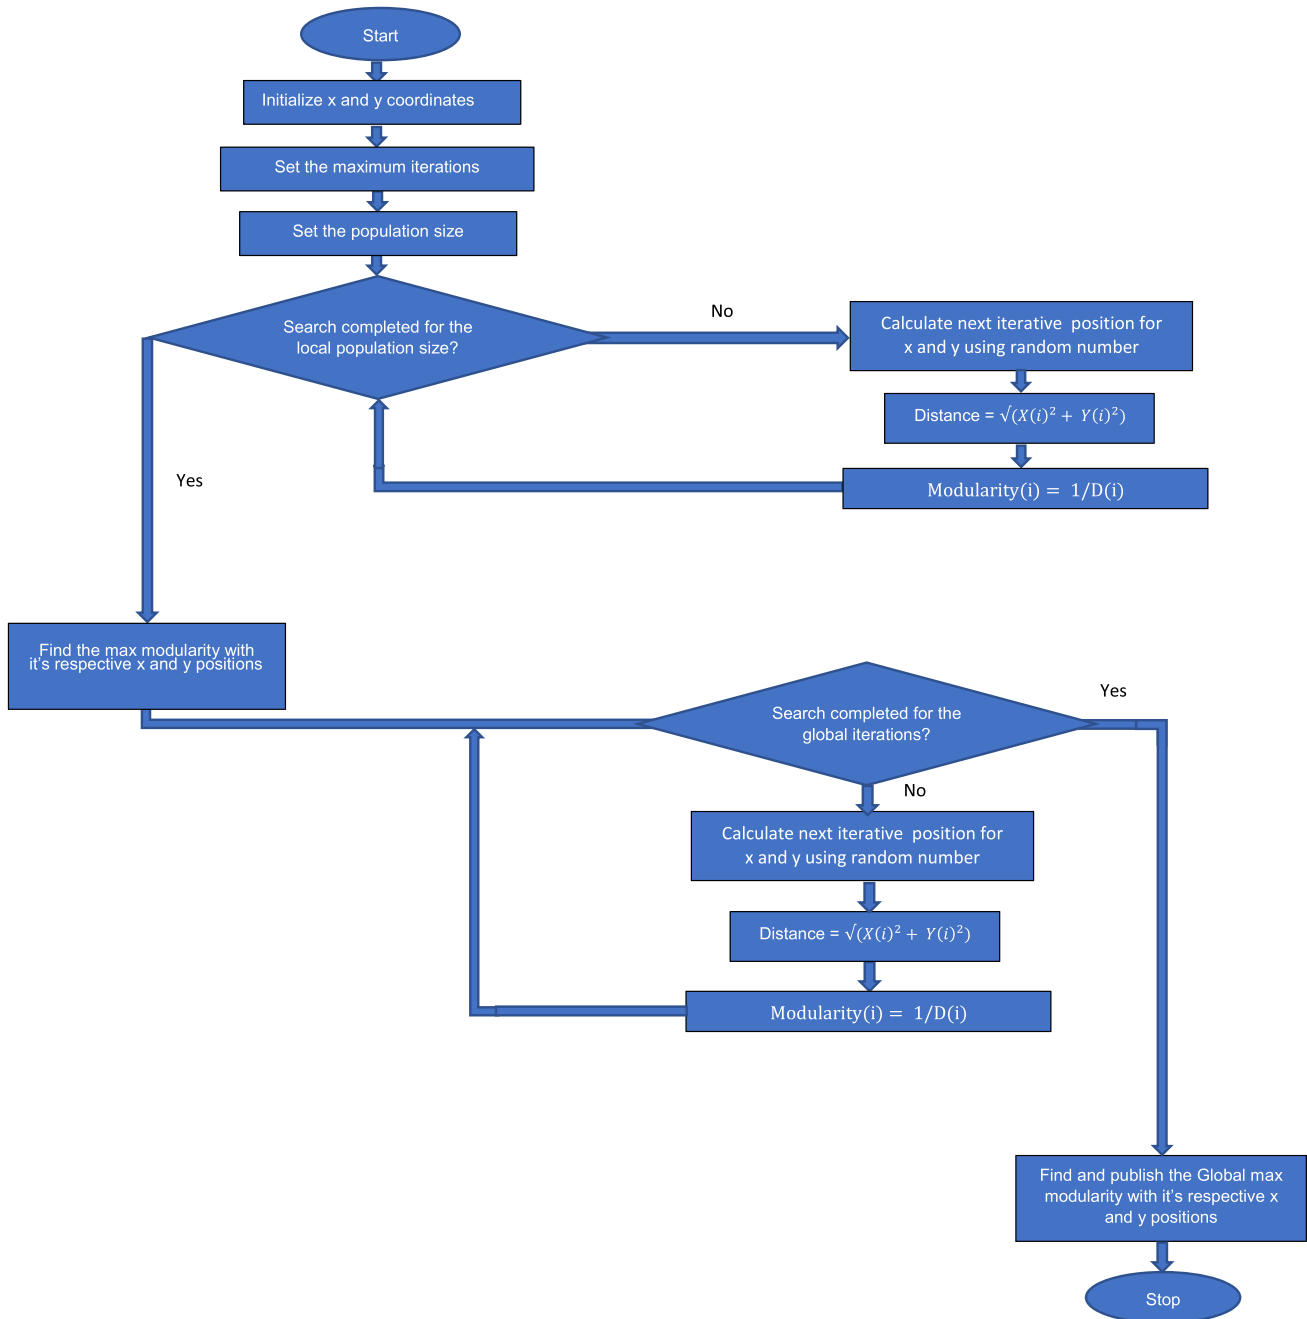 Start
Initialize x and y coordinates
Set the maximum iterations
Set the population size
Search completed for the
local population size?
No
Calculate next iterative position for
x and y using random number
Distance = √(X(i)² + Y(i)²)
Modularity(i) = 1/D(i)
Yes
Find the max modularity with
it's respective x and y positions
Search completed for the
global iterations?
Yes
No
Calculate next iterative position for
x and y using random number
Distance = √(X(i)² + Y(i)²)
Modularity(i) = 1/D(i)
Find and publish the Global max
modularity with it's respective x
and y positions
Stop